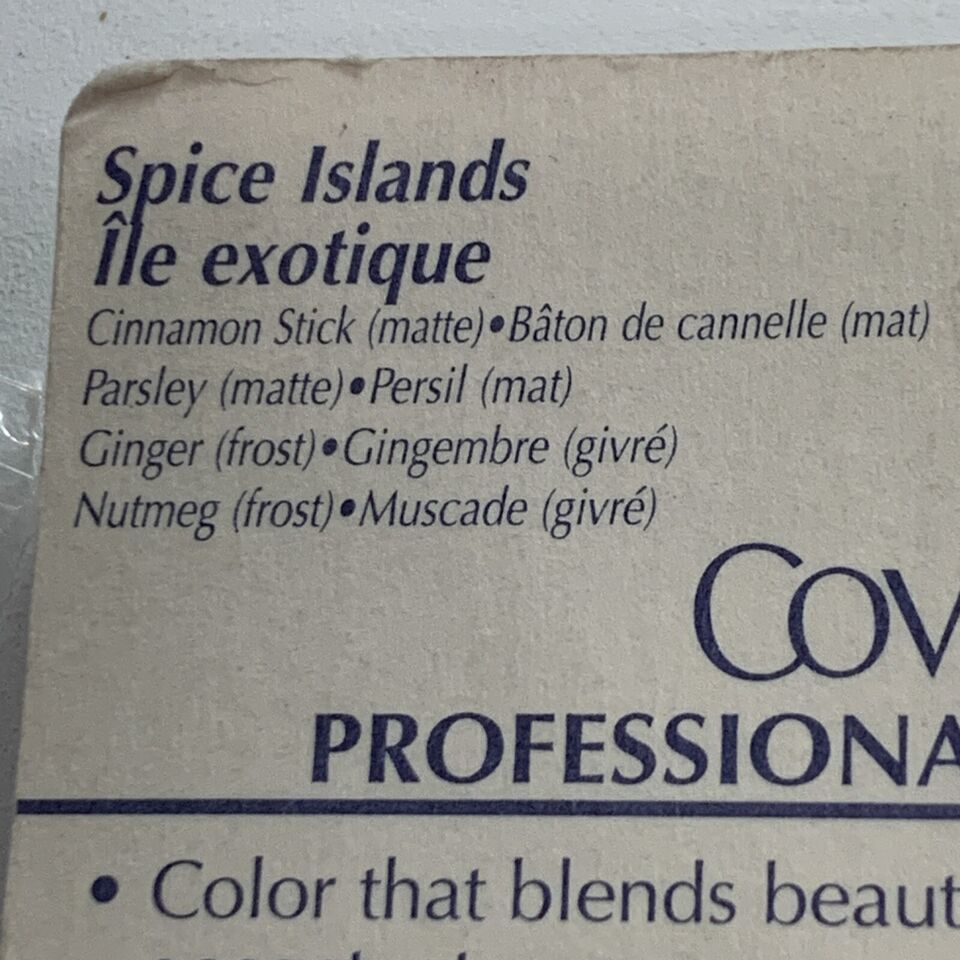 Spice Islands
Île exotique
Cinnamon Stick (matte)•Bâton de cannelle (mat)
Parsley (matte)•Persil (mat)
Ginger (frost)•Gingembre (givré)
Nutmeg (frost)•Muscade (givré)
COV
PROFESSIONA
• Color that blends beaut